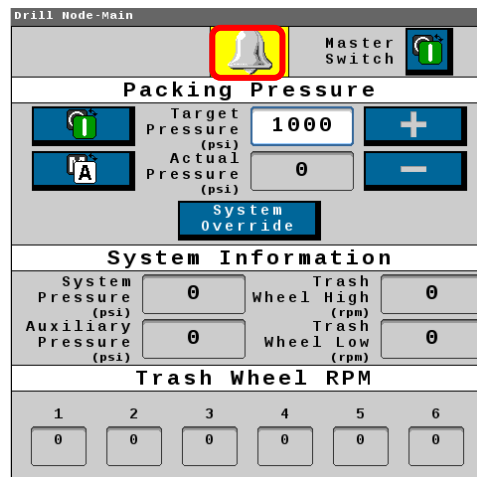 Drill Node-Main
Master
Switch
Packing Pressure
Target
Pressure
(psi)
1000
+
Actual
Pressure
(psi)
0
−
A
System
Override
System Information
System
Pressure
(psi)
0
Trash
Wheel High
(rpm)
0
Auxiliary
Pressure
(psi)
0
Trash
Wheel Low
(rpm)
0
Trash Wheel RPM
1 2 3 4 5 6
0 0 0 0 0 0